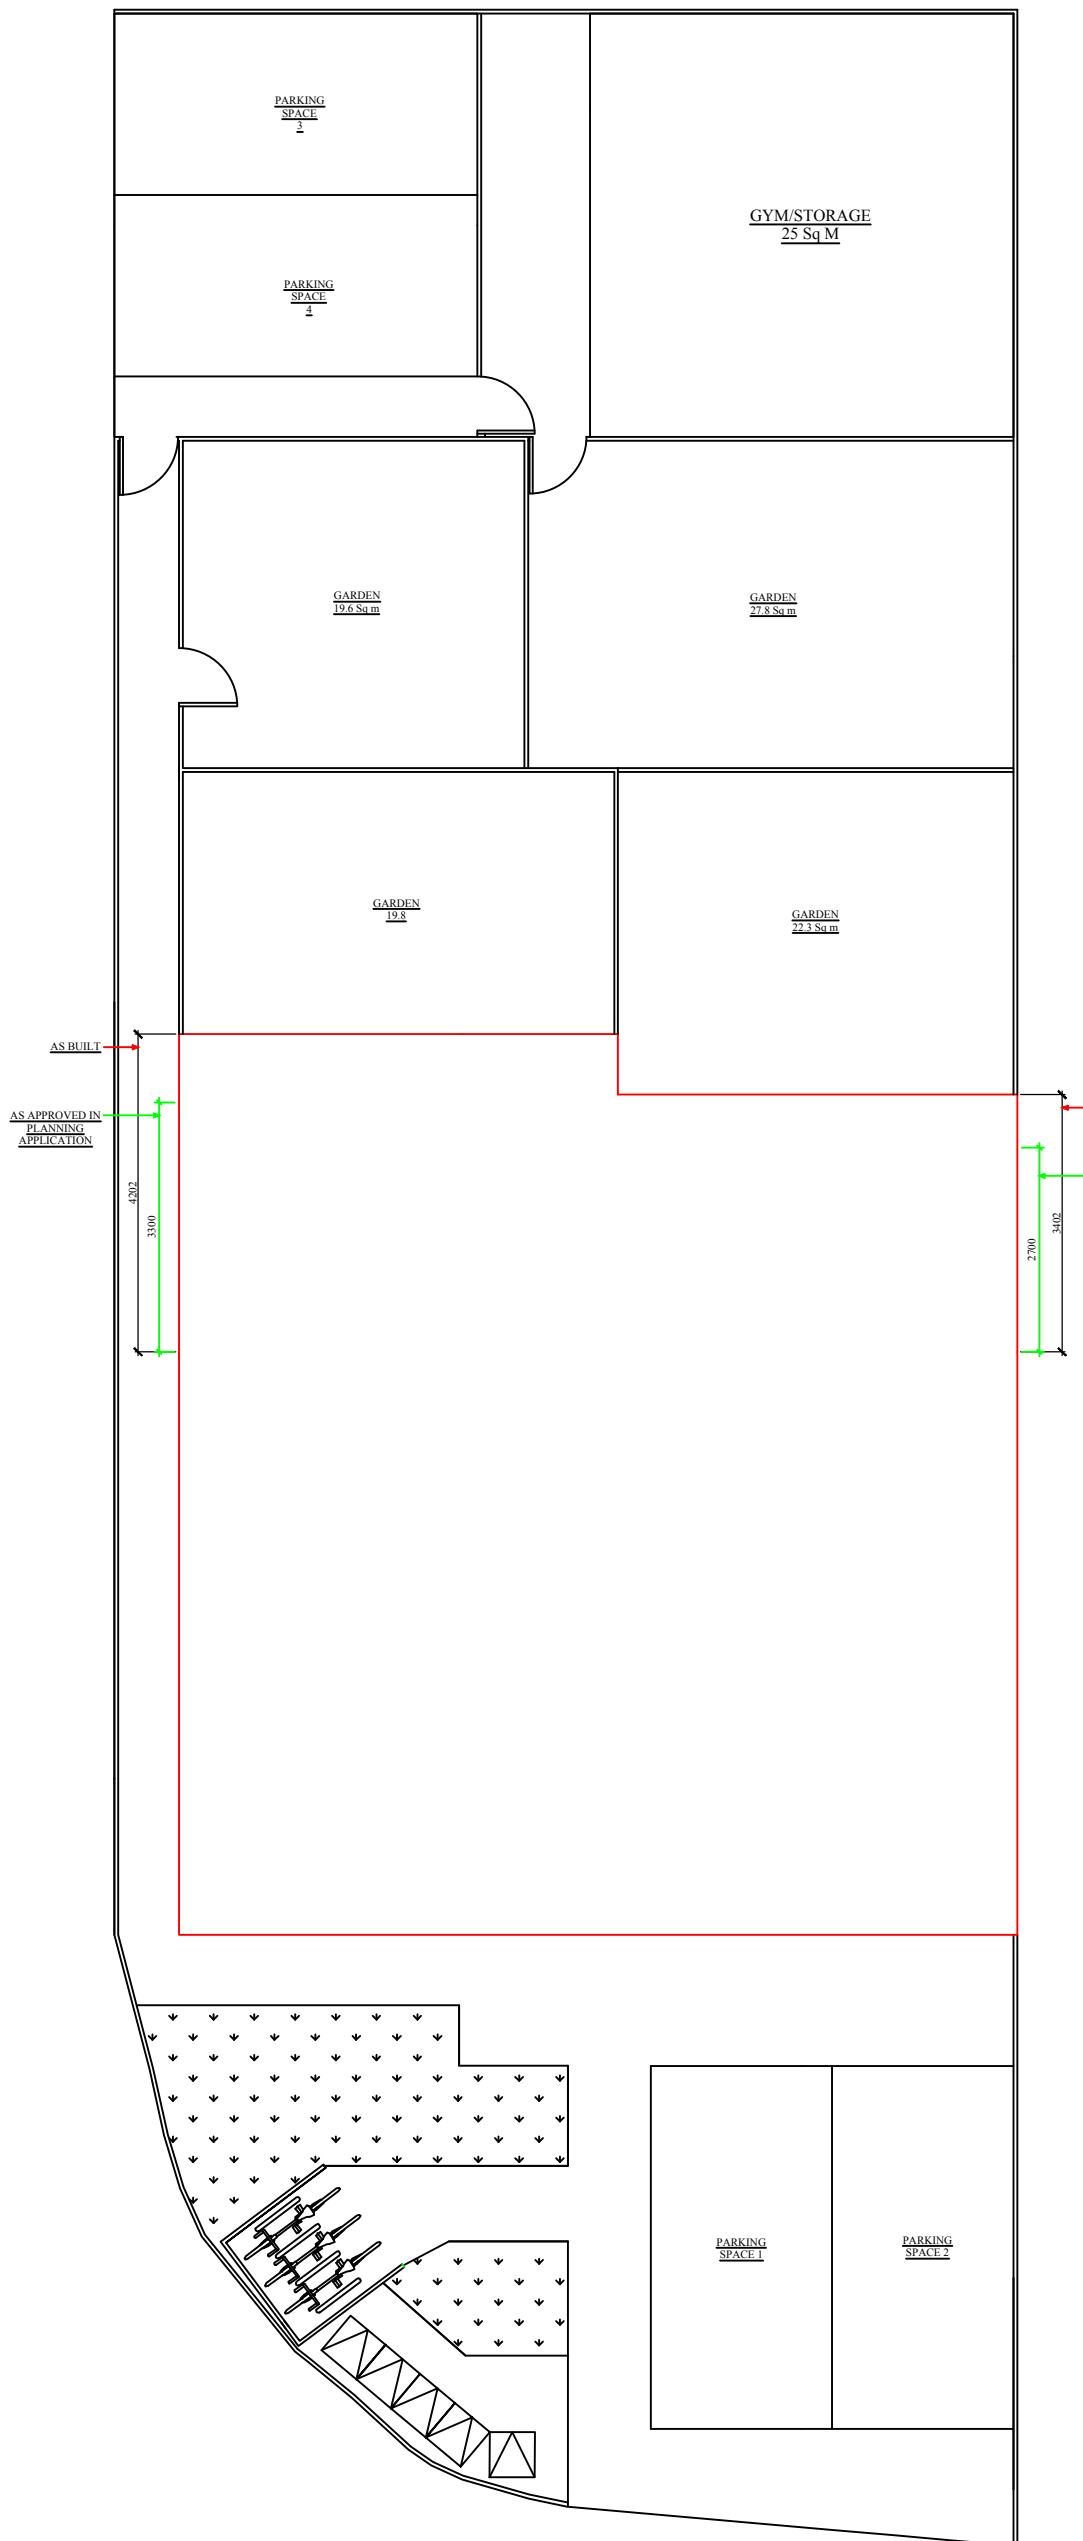 PARKING
SPACE
3
GYM/STORAGE
25 Sq M
PARKING
SPACE
4
GARDEN
19.6 Sq m
GARDEN
27.8 Sq m
GARDEN
19.8
GARDEN
22.3 Sq m
AS BUILT
AS APPROVED IN
PLANNING
APPLICATION
4202
3300
2700
3402
PARKING
SPACE 1
PARKING
SPACE 2